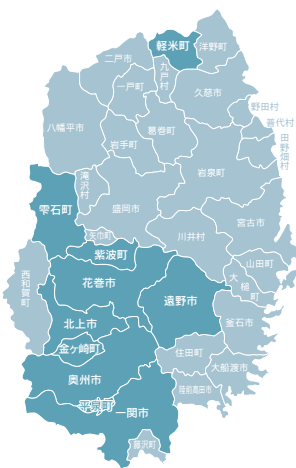 軽米町
洋野町
二戸市
九戸村
一戸町
久慈市
野田村
普代村
田野畑村
八幡平市
葛巻町
岩手町
岩泉町
滝沢村
雫石町
盛岡市
宮古市
矢巾町
川井村
紫波町
山田町
大槌町
西和賀町
花巻市
遠野市
釜石市
北上市
金ヶ崎町
住田町
大船渡市
奥州市
陸前高田市
平泉町
一関市
藤沢町